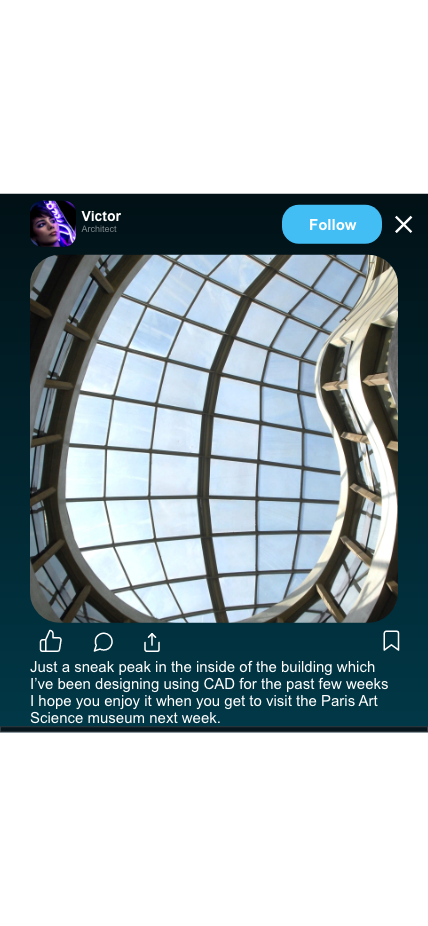 Victor
Architect
Follow
Just a sneak peak in the inside of the building which
I've been designing using CAD for the past few weeks
I hope you enjoy it when you get to visit the Paris Art
Science museum next week.